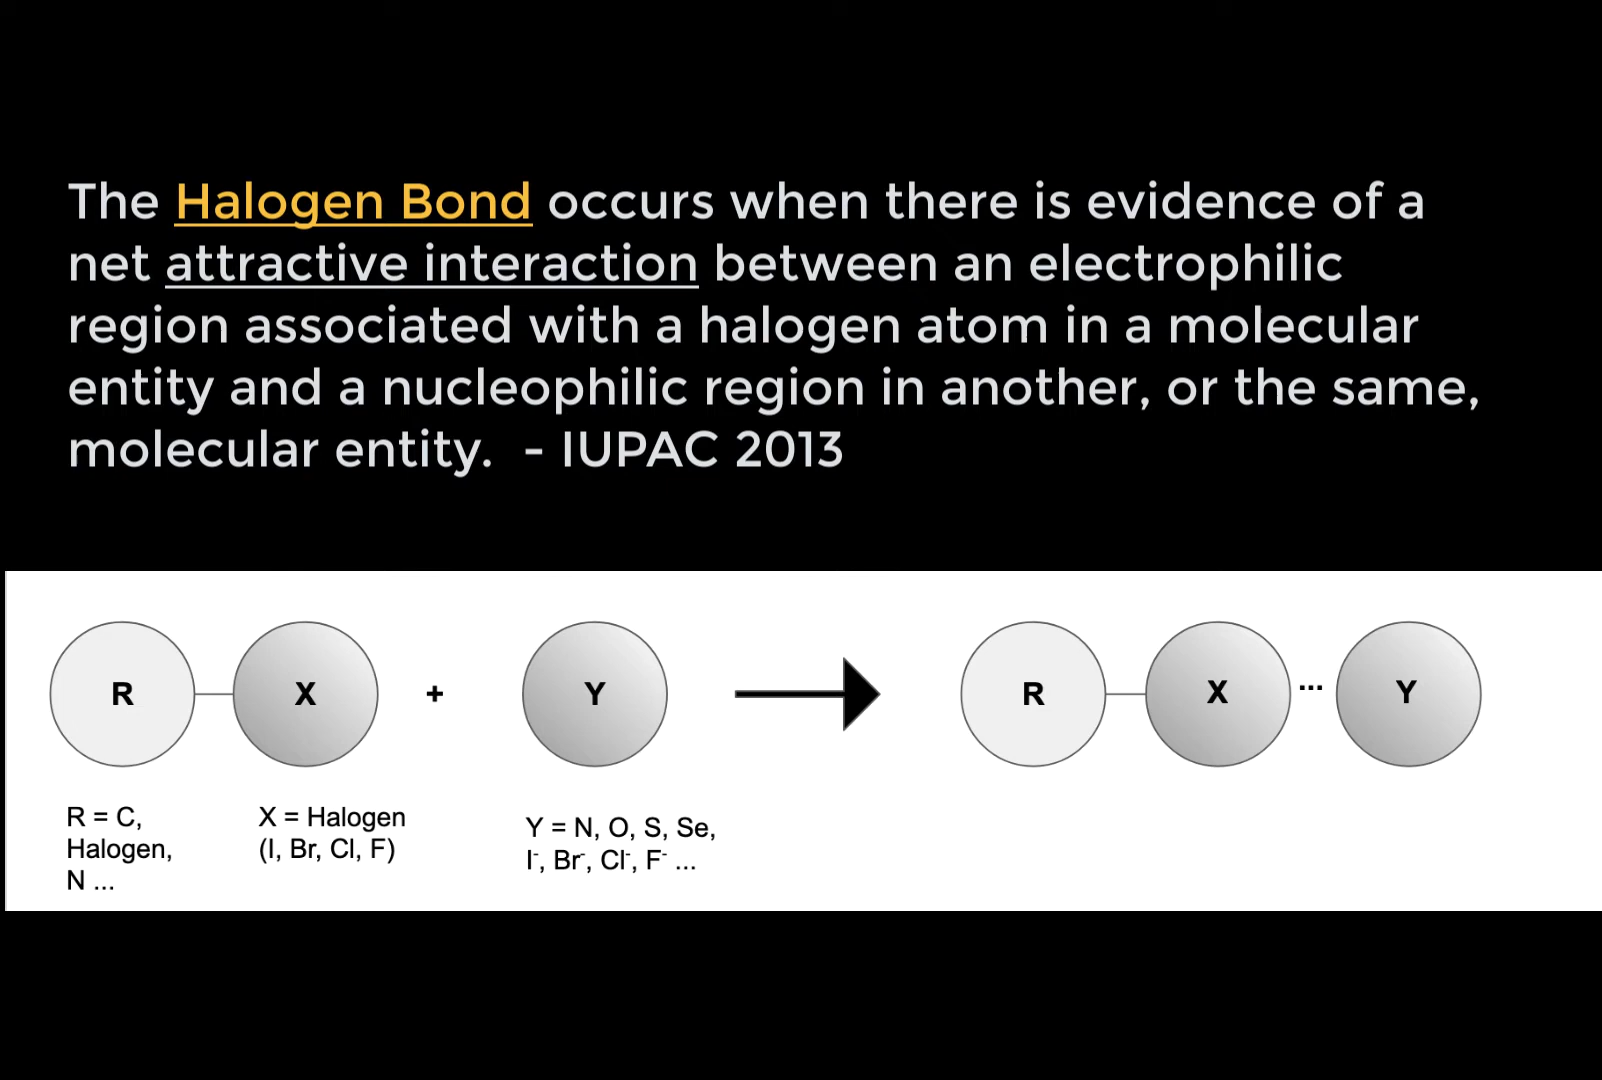 The Halogen Bond occurs when there is evidence of a
net attractive interaction between an electrophilic
region associated with a halogen atom in a molecular
entity and a nucleophilic region in another, or the same,
molecular entity.  - IUPAC 2013
R X + Y R X ... Y
R = C,
Halogen,
N ...
X = Halogen
(I, Br, Cl, F)
Y = N, O, S, Se,
I⁻, Br⁻, Cl⁻, F⁻ ...